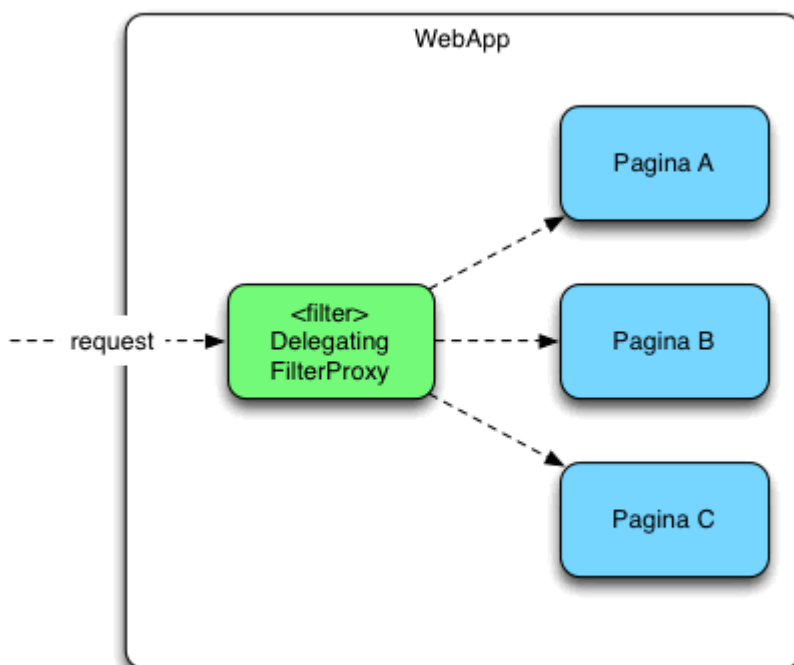 WebApp
Pagina A
<filter>
Delegating
FilterProxy
request
Pagina B
Pagina C